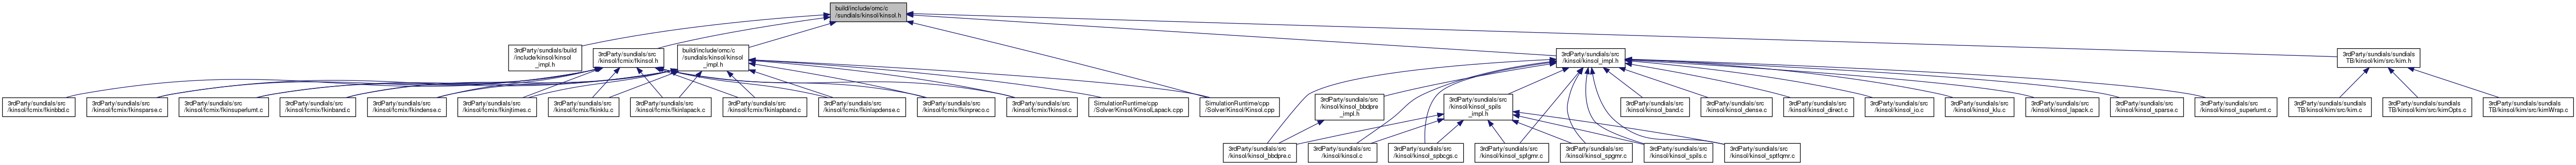 build/include/omc/c
/sundials/kinsol/kinsol.h
3rdParty/sundials/build
/include/kinsol/kinsol
_impl.h
3rdParty/sundials/src
/kinsol/fcmix/fkinsol.h
build/include/omc/c
/sundials/kinsol/kinsol
_impl.h
3rdParty/sundials/src
/kinsol/kinsol_impl.h
3rdParty/sundials/sundials
TB/kinsol/kim/src/kim.h
3rdParty/sundials/src
/kinsol/fcmix/fkinbbd.c
3rdParty/sundials/src
/kinsol/fcmix/fkinsparse.c
3rdParty/sundials/src
/kinsol/fcmix/fkinsuperlumt.c
3rdParty/sundials/src
/kinsol/fcmix/fkinband.c
3rdParty/sundials/src
/kinsol/fcmix/fkindense.c
3rdParty/sundials/src
/kinsol/fcmix/fkinjtimes.c
3rdParty/sundials/src
/kinsol/fcmix/fkinklu.c
3rdParty/sundials/src
/kinsol/fcmix/fkinlapack.c
3rdParty/sundials/src
/kinsol/fcmix/fkinlapband.c
3rdParty/sundials/src
/kinsol/fcmix/fkinlapdense.c
3rdParty/sundials/src
/kinsol/fcmix/fkinpreco.c
3rdParty/sundials/src
/kinsol/fcmix/fkinsol.c
SimulationRuntime/cpp
/Solver/Kinsol/KinsolLapack.cpp
SimulationRuntime/cpp
/Solver/Kinsol/Kinsol.cpp
3rdParty/sundials/src
/kinsol/kinsol_bbdpre
_impl.h
3rdParty/sundials/src
/kinsol/kinsol_spils
_impl.h
3rdParty/sundials/src
/kinsol/kinsol_band.c
3rdParty/sundials/src
/kinsol/kinsol_dense.c
3rdParty/sundials/src
/kinsol/kinsol_direct.c
3rdParty/sundials/src
/kinsol/kinsol_io.c
3rdParty/sundials/src
/kinsol/kinsol_klu.c
3rdParty/sundials/src
/kinsol/kinsol_lapack.c
3rdParty/sundials/src
/kinsol/kinsol_sparse.c
3rdParty/sundials/src
/kinsol/kinsol_superlumt.c
3rdParty/sundials/sundials
TB/kinsol/kim/src/kim.c
3rdParty/sundials/sundials
TB/kinsol/kim/src/kimOpts.c
3rdParty/sundials/sundials
TB/kinsol/kim/src/kimWrap.c
3rdParty/sundials/src
/kinsol/kinsol_bbdpre.c
3rdParty/sundials/src
/kinsol/kinsol.c
3rdParty/sundials/src
/kinsol/kinsol_spbcgs.c
3rdParty/sundials/src
/kinsol/kinsol_spfgmr.c
3rdParty/sundials/src
/kinsol/kinsol_spgmr.c
3rdParty/sundials/src
/kinsol/kinsol_spils.c
3rdParty/sundials/src
/kinsol/kinsol_sptfqmr.c